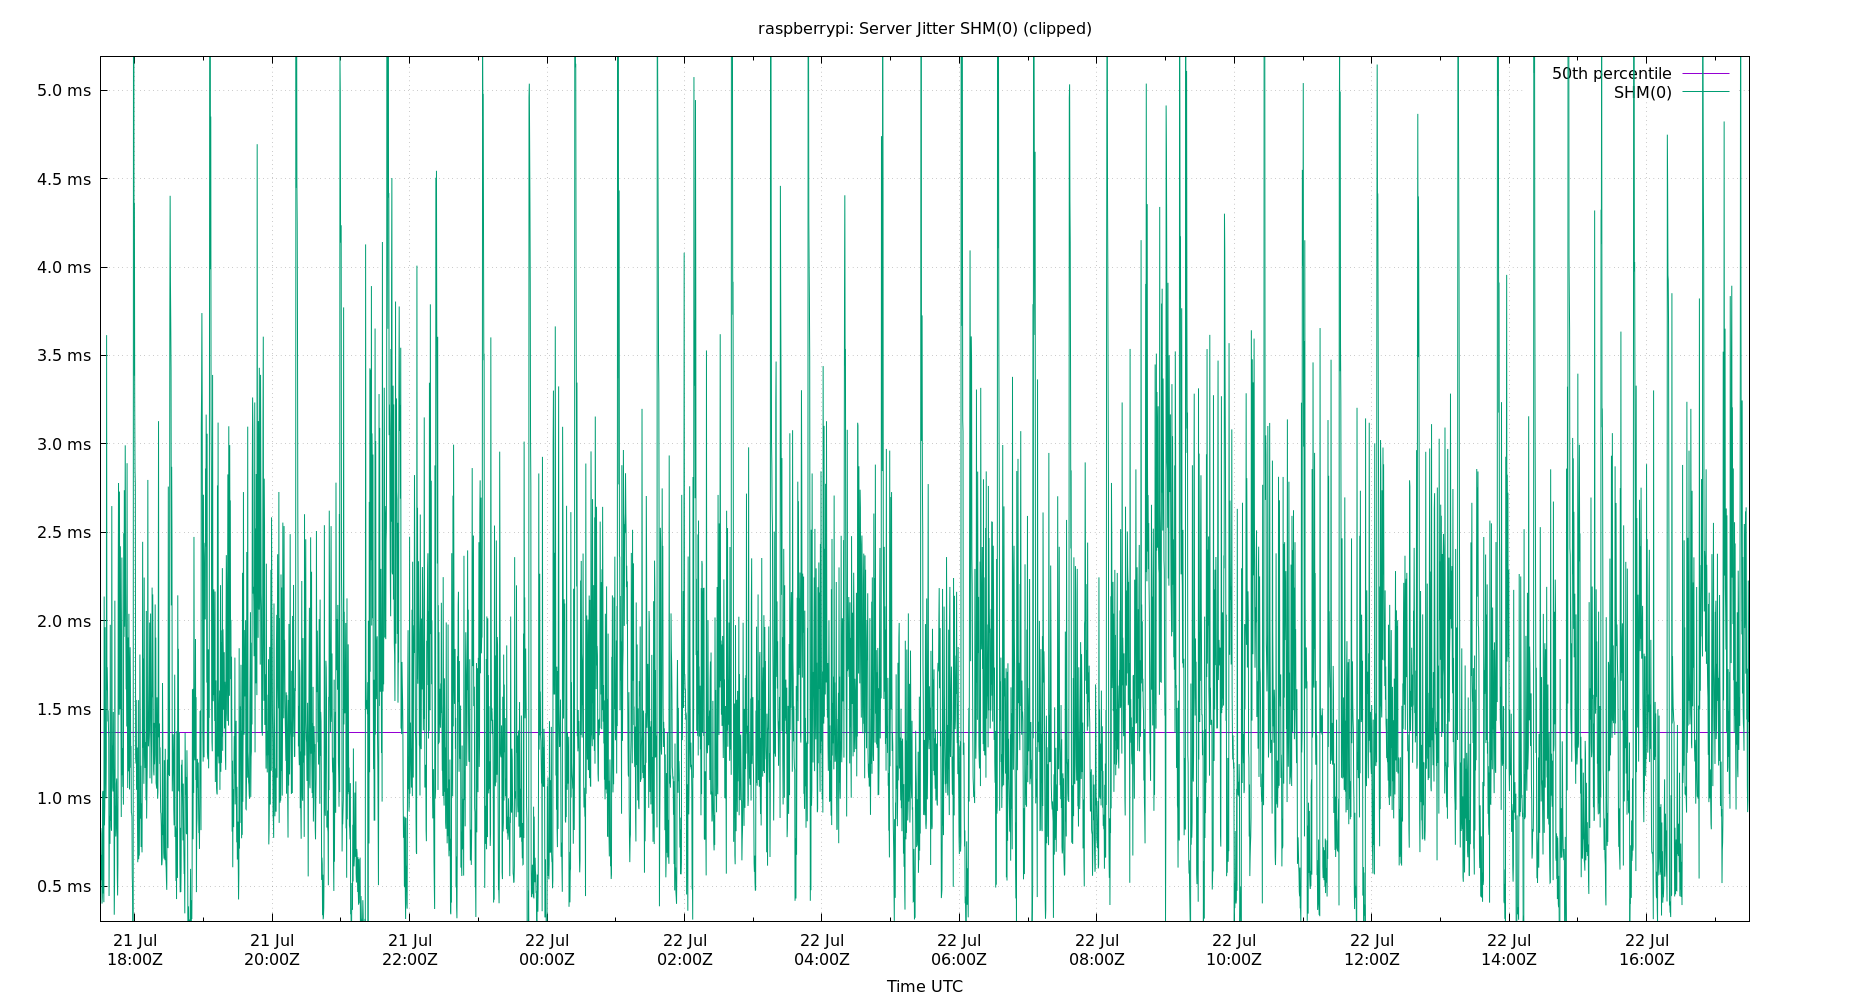 raspberrypi: Server Jitter SHM(0) (clipped)
50th percentile
SHM(0)
5.0 ms
4.5 ms
4.0 ms
3.5 ms
3.0 ms
2.5 ms
2.0 ms
1.5 ms
1.0 ms
0.5 ms
21 Jul 21 Jul 21 Jul 22 Jul 22 Jul 22 Jul 22 Jul 22 Jul 22 Jul 22 Jul 22 Jul 22 Jul
18:00Z 20:00Z 22:00Z 00:00Z 02:00Z 04:00Z 06:00Z 08:00Z 10:00Z 12:00Z 14:00Z 16:00Z
Time UTC